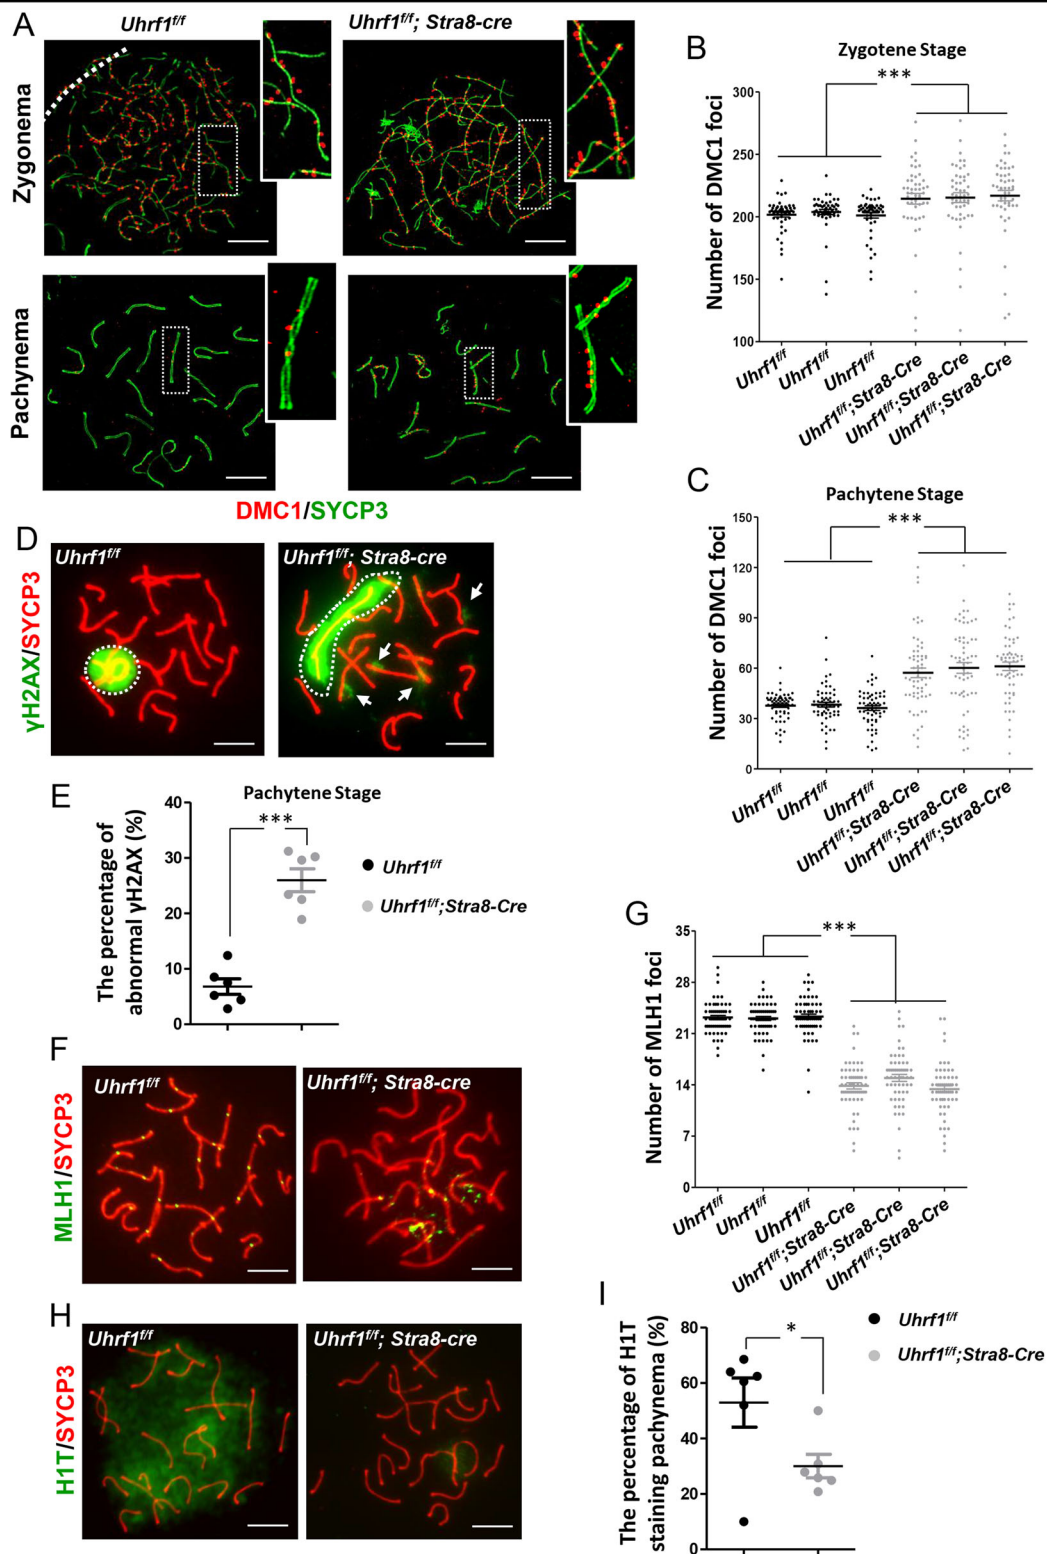 A
Uhrf1f/f
Uhrf1f/f; Stra8-cre
Zygonema
Pachynema
DMC1/SYCP3
B
Zygotene Stage
***
Number of DMC1 foci
300
250
200
150
100
Uhrf1f/f
Uhrf1f/f
Uhrf1f/f
Uhrf1f/f;Stra8-Cre
Uhrf1f/f;Stra8-Cre
Uhrf1f/f;Stra8-Cre
C
Pachytene Stage
***
Number of DMC1 foci
150
120
90
60
30
0
Uhrf1f/f
Uhrf1f/f
Uhrf1f/f
Uhrf1f/f;Stra8-Cre
Uhrf1f/f;Stra8-Cre
Uhrf1f/f;Stra8-Cre
D
Uhrf1f/f
Uhrf1f/f; Stra8-cre
γH2AX/SYCP3
E
Pachytene Stage
***
The percentage of
abnormal γH2AX (%)
40
30
20
10
0
Uhrf1f/f
Uhrf1f/f;Stra8-Cre
F
Uhrf1f/f
Uhrf1f/f; Stra8-cre
MLH1/SYCP3
G
***
Number of MLH1 foci
35
28
21
14
7
0
Uhrf1f/f
Uhrf1f/f
Uhrf1f/f
Uhrf1f/f;Stra8-Cre
Uhrf1f/f;Stra8-Cre
Uhrf1f/f;Stra8-Cre
H
Uhrf1f/f
Uhrf1f/f; Stra8-cre
H1T/SYCP3
I
*
The percentage of H1T
staining pachynema (%)
80
60
40
20
0
Uhrf1f/f
Uhrf1f/f;Stra8-Cre